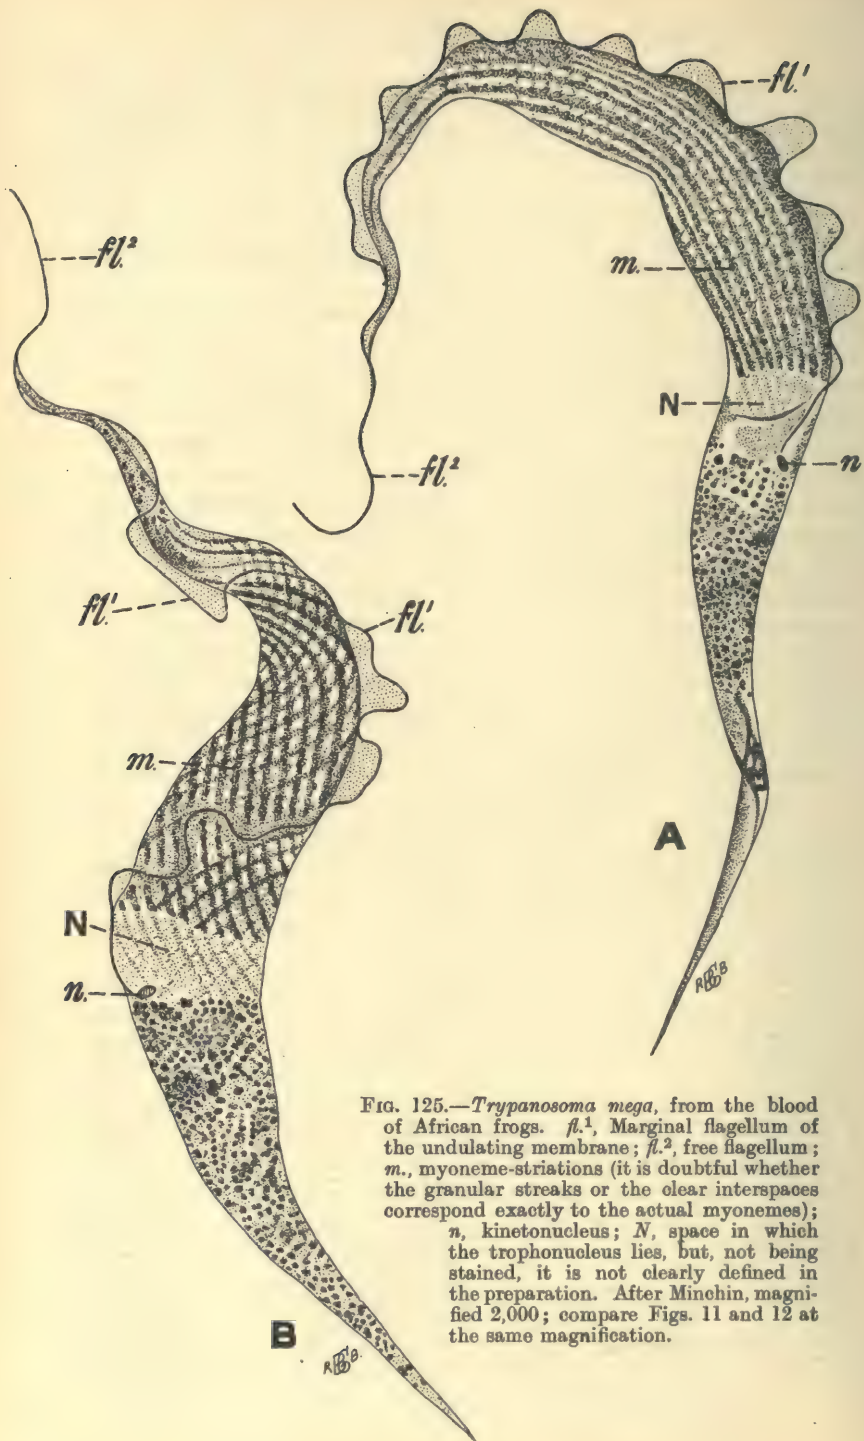 fl.¹
fl.²
m.
N
n
fl.²
fl.¹
fl.¹
m.
A
N
n.
B
FIG. 125.—Trypanosoma mega, from the blood
of African frogs. fl.¹, Marginal flagellum of
the undulating membrane; fl.², free flagellum;
m., myoneme-striations (it is doubtful whether
the granular streaks or the clear interspaces
correspond exactly to the actual myonemes);
n, kinetonucleus; N, space in which
the trophonucleus lies, but, not being
stained, it is not clearly defined in
the preparation. After Minchin, magni-
fied 2,000; compare Figs. 11 and 12 at
the same magnification.